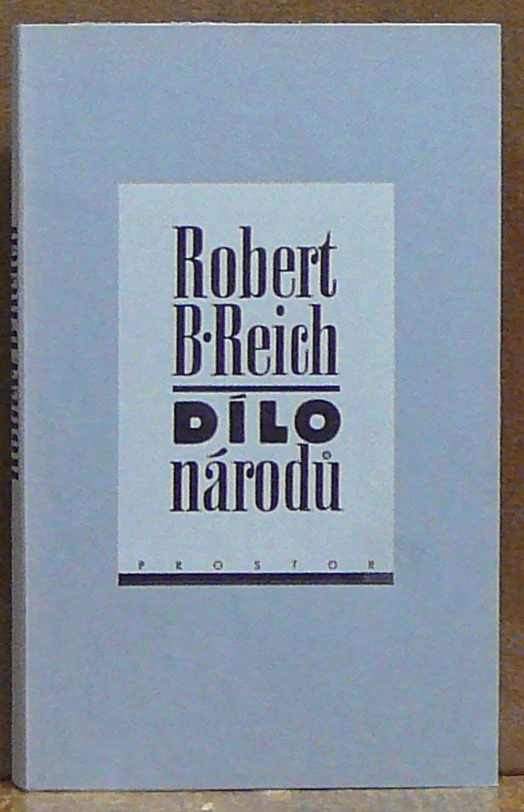 Robert
B·Reich
DÍLO
národů
PROSTOR